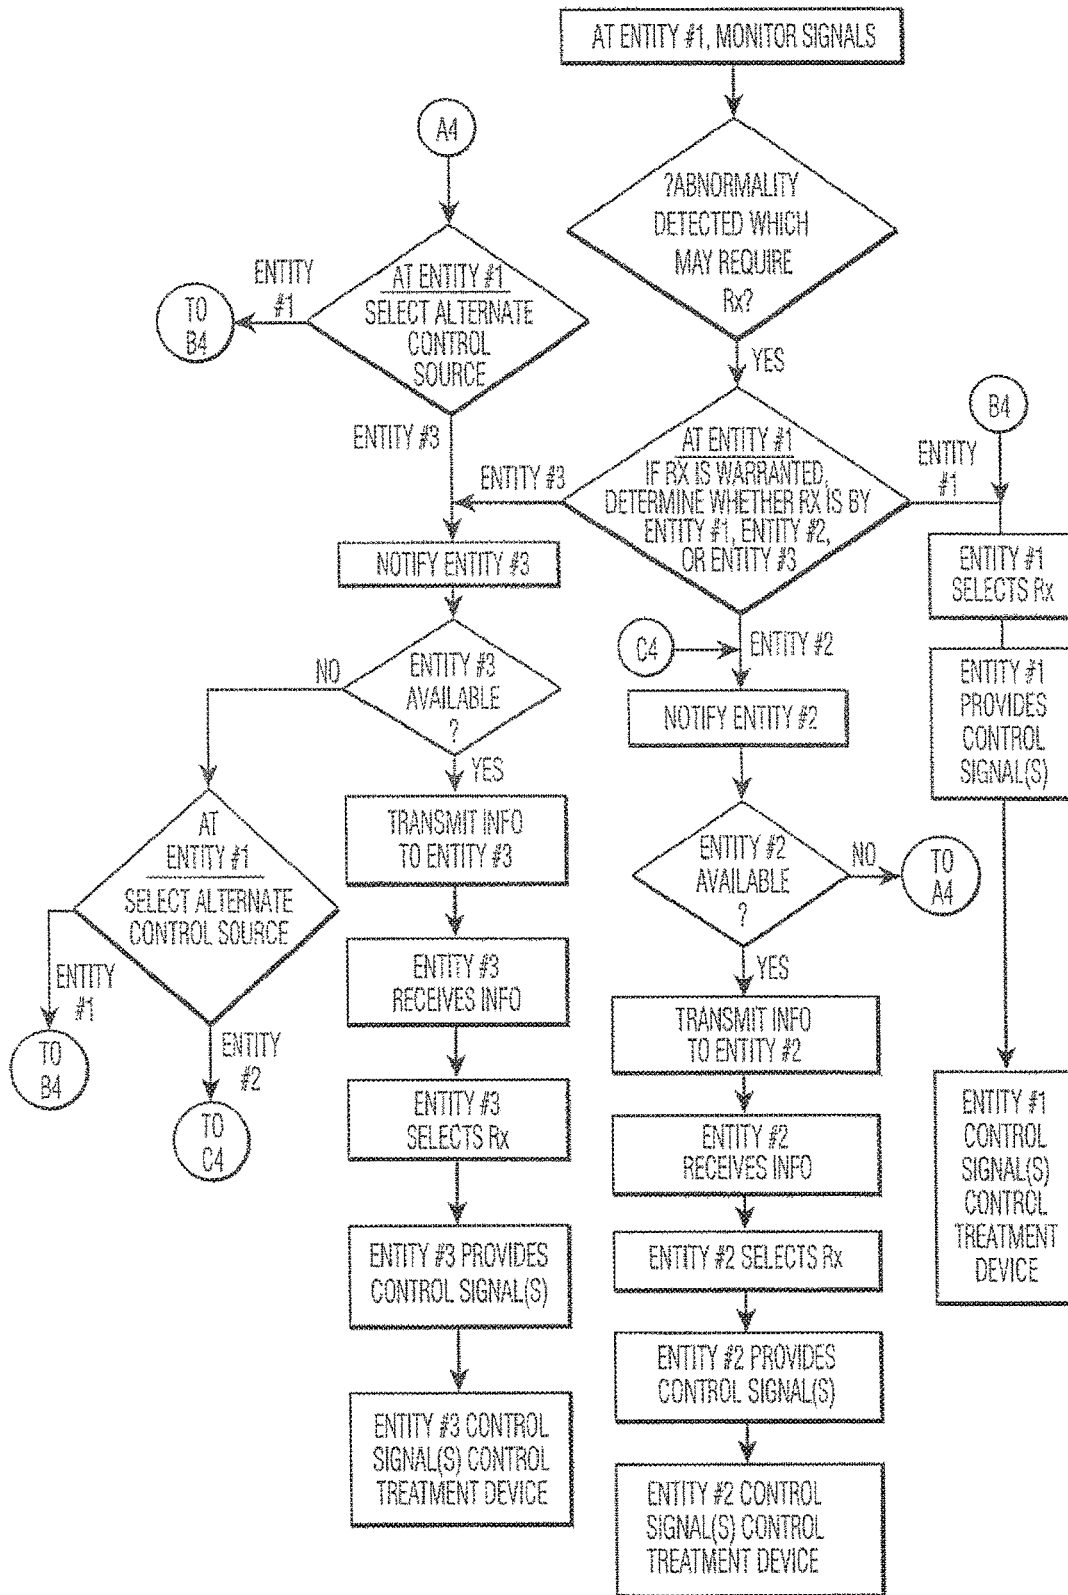 AT ENTITY #1, MONITOR SIGNALS
A4
?ABNORMALITY
DETECTED WHICH
MAY REQUIRE
Rx?
ENTITY
#1
TO
B4
AT ENTITY #1
SELECT ALTERNATE
CONTROL
SOURCE
YES
B4
ENTITY #3
ENTITY #3
AT ENTITY #1
IF RX IS WARRANTED,
DETERMINE WHETHER RX IS BY
ENTITY #1, ENTITY #2,
OR ENTITY #3
ENTITY
#1
NOTIFY ENTITY #3
ENTITY #1
SELECTS Rx
C4
ENTITY #2
NO
ENTITY #3
AVAILABLE
?
NOTIFY ENTITY #2
ENTITY #1
PROVIDES
CONTROL
SIGNAL(S)
YES
AT
ENTITY #1
SELECT ALTERNATE
CONTROL SOURCE
TRANSMIT INFO
TO ENTITY #3
ENTITY #2
AVAILABLE
?
NO
TO
A4
ENTITY
#1
TO
B4
ENTITY
#2
TO
C4
ENTITY #3
RECEIVES INFO
YES
TRANSMIT INFO
TO ENTITY #2
ENTITY #3
SELECTS Rx
ENTITY #2
RECEIVES INFO
ENTITY #1
CONTROL
SIGNAL(S)
CONTROL
TREATMENT
DEVICE
ENTITY #3 PROVIDES
CONTROL SIGNAL(S)
ENTITY #2 SELECTS Rx
ENTITY #2 PROVIDES
CONTROL SIGNAL(S)
ENTITY #3 CONTROL
SIGNAL(S) CONTROL
TREATMENT DEVICE
ENTITY #2 CONTROL
SIGNAL(S) CONTROL
TREATMENT DEVICE